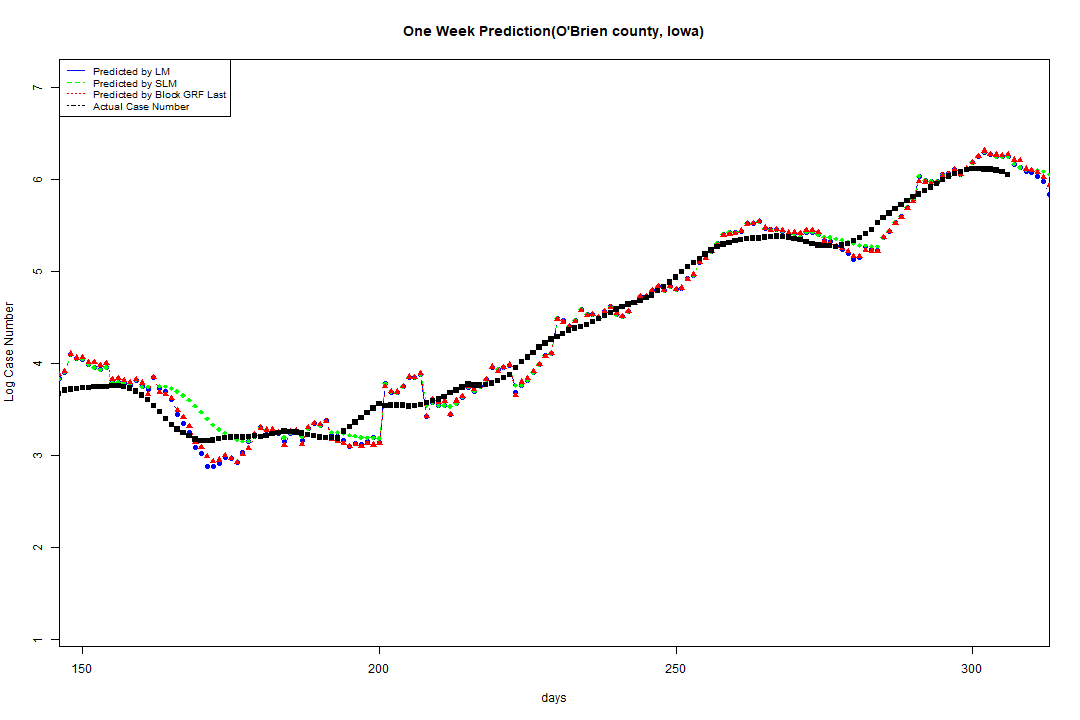 One Week Prediction(O'Brien county, Iowa)
Predicted by LM
Predicted by SLM
Predicted by Block GRF Last
Actual Case Number
7
6
5
4
3
2
1
Log Case Number
150 200 250 300
days